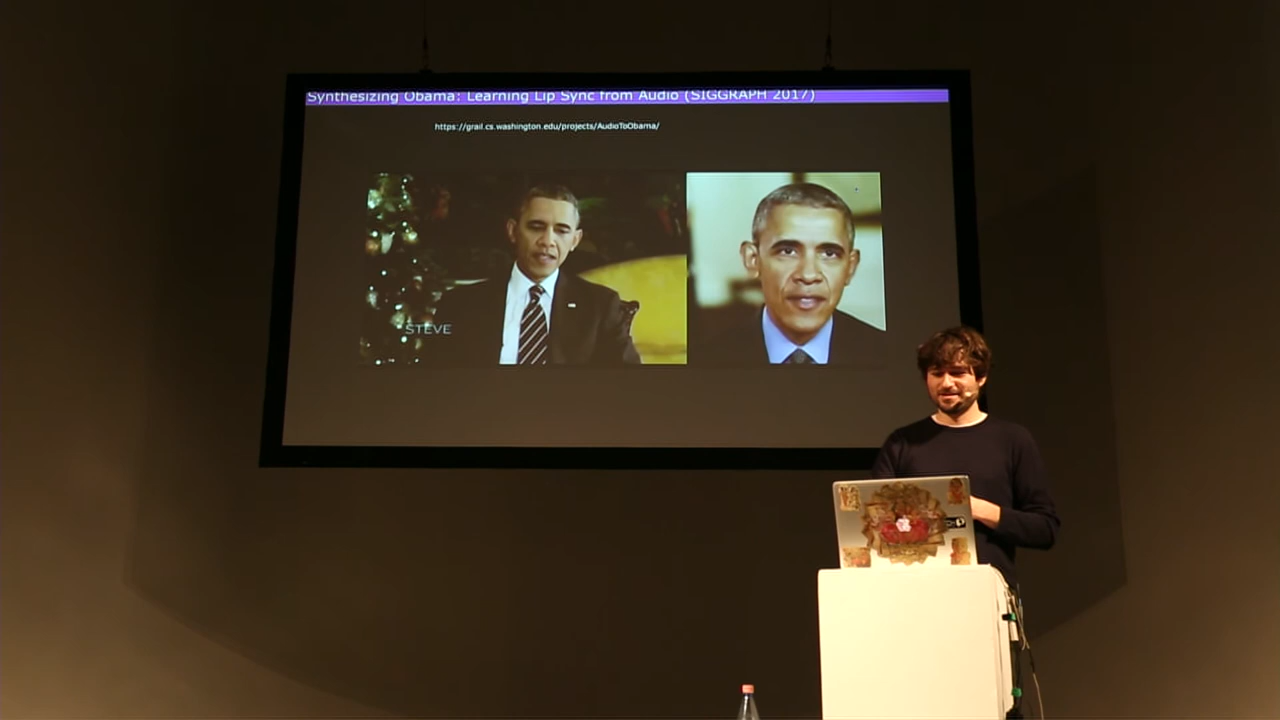 Synthesizing Obama: Learning Lip Sync from Audio (SIGGRAPH 2017)
https://grail.cs.washington.edu/projects/AudioToObama/
STEVE